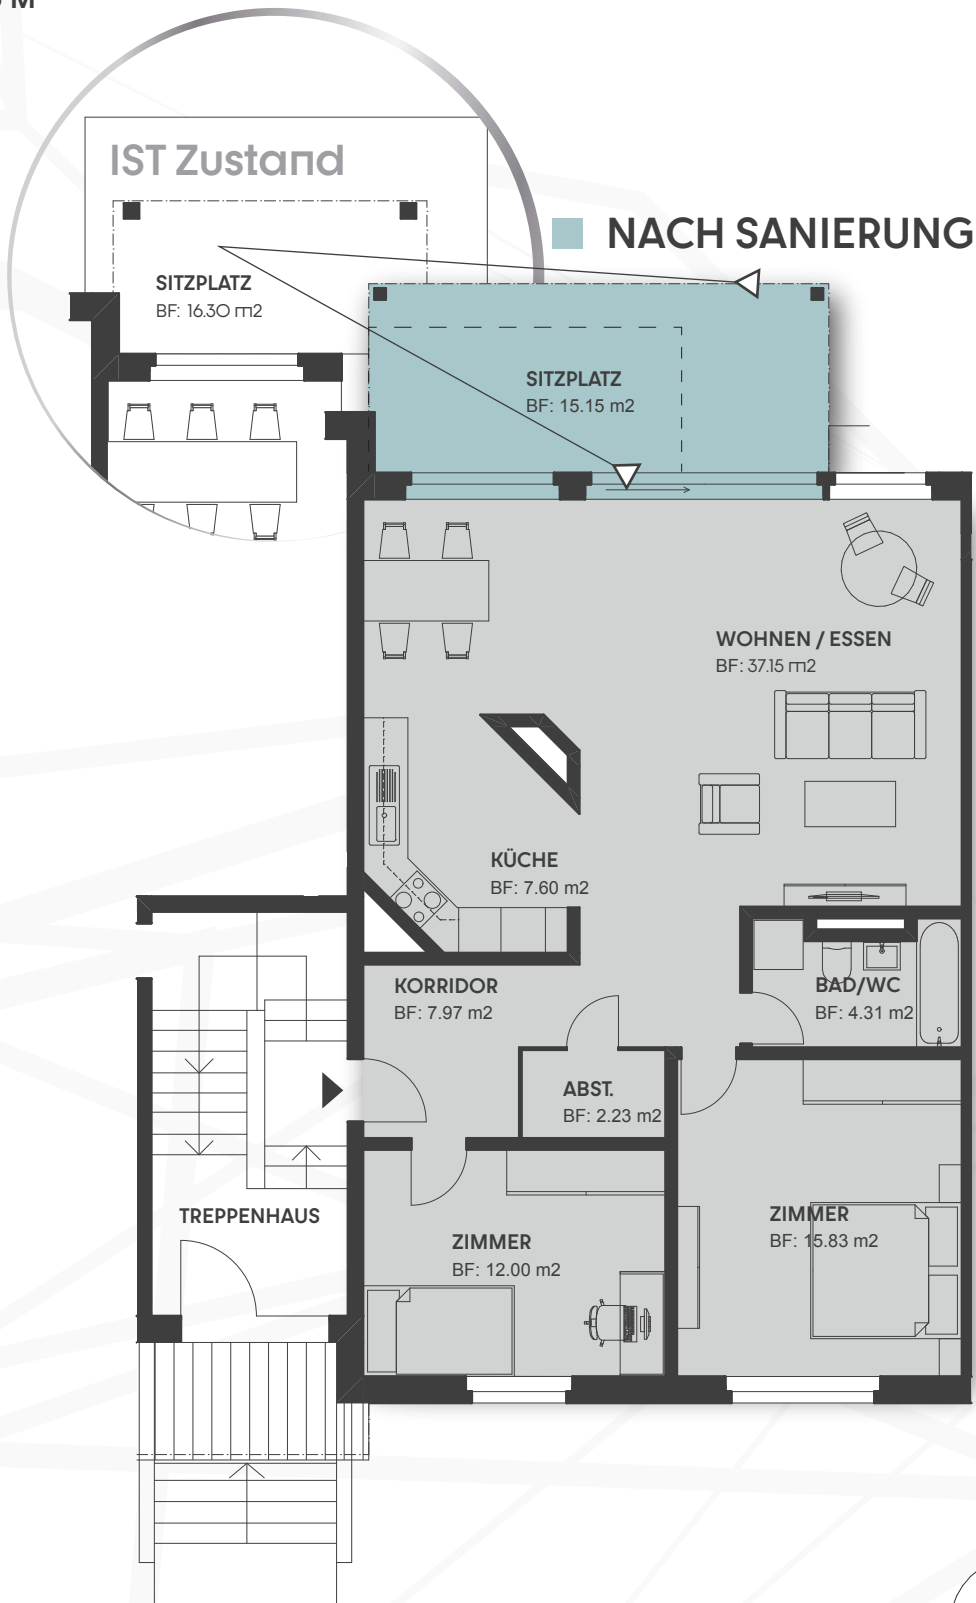 IST Zustand
NACH SANIERUNG
SITZPLATZ
BF: 16.30 m2
SITZPLATZ
BF: 15.15 m2
WOHNEN / ESSEN
BF: 37.15 m2
KÜCHE
BF: 7.60 m2
KORRIDOR
BF: 7.97 m2
BAD/WC
BF: 4.31 m2
ABST.
BF: 2.23 m2
TREPPENHAUS
ZIMMER
BF: 12.00 m2
ZIMMER
BF: 15.83 m2